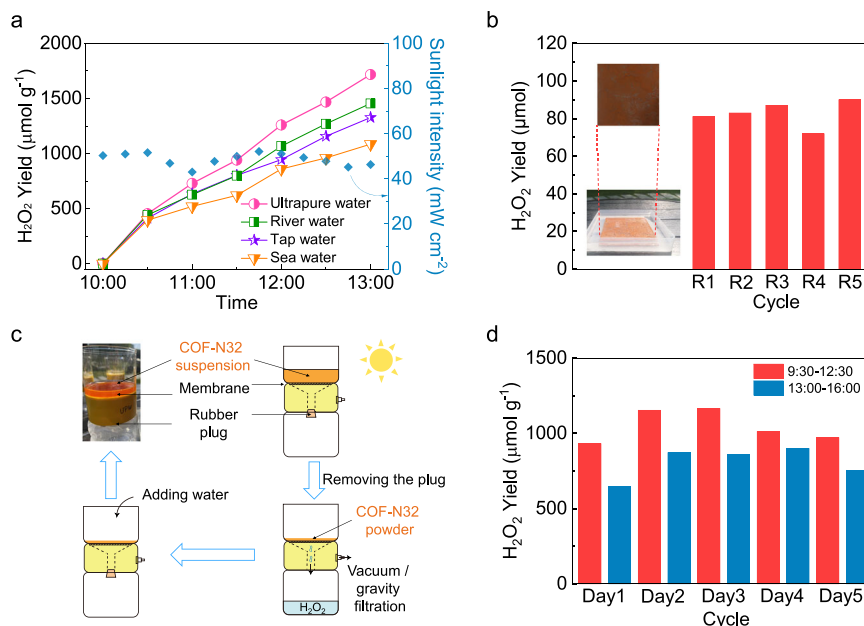 a
2000
1500
1000
500
0
H₂O₂ Yield (μmol g⁻¹)
100
80
60
40
20
0
Sunlight intensity (mW cm⁻²)
Ultrapure water
River water
Tap water
Sea water
10:00 11:00 12:00 13:00
Time
b
120
100
80
60
40
20
0
H₂O₂ Yield (μmol)
R1 R2 R3 R4 R5
Cycle
c
COF-N32
suspension
Membrane
Rubber
plug
Removing the plug
Adding water
COF-N32
powder
Vacuum /
gravity
filtration
H₂O₂
d
1500
1000
500
0
H₂O₂ Yield (μmol g⁻¹)
9:30-12:30
13:00-16:00
Day1 Day2 Day3 Day4 Day5
Cycle